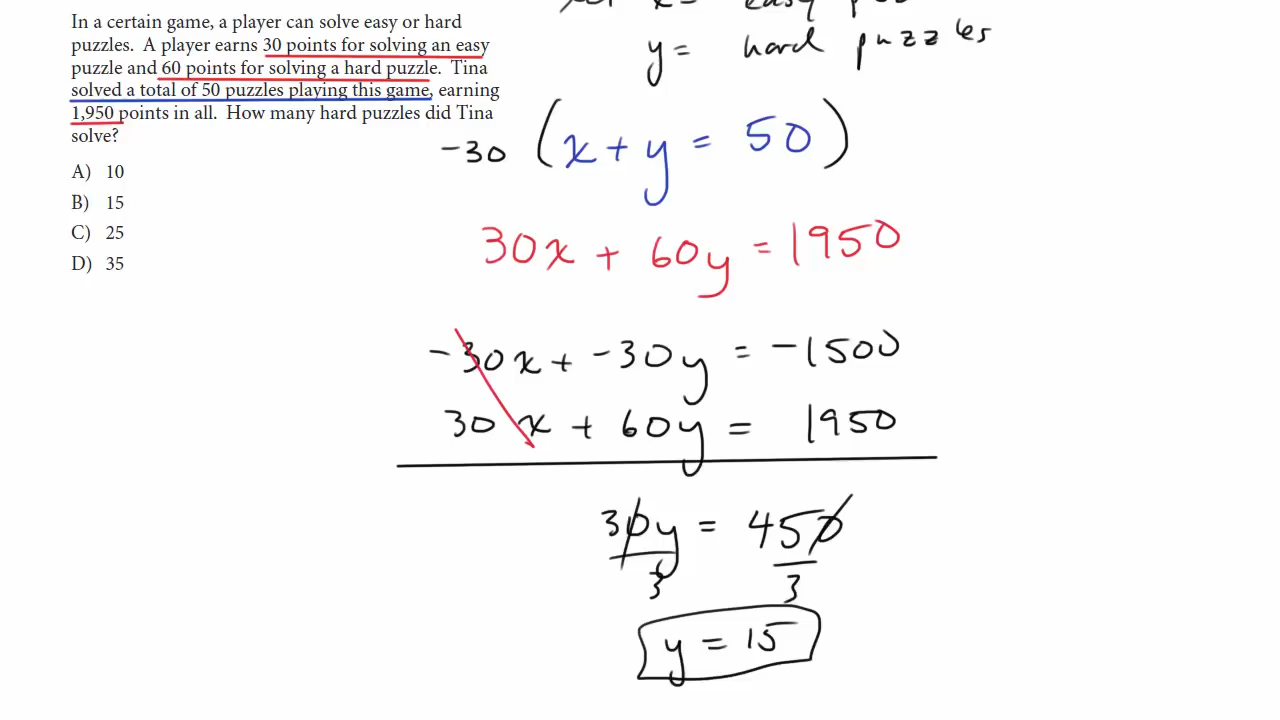 In a certain game, a player can solve easy or hard
puzzles. A player earns 30 points for solving an easy
puzzle and 60 points for solving a hard puzzle. Tina
solved a total of 50 puzzles playing this game, earning
1,950 points in all. How many hard puzzles did Tina
solve?
A) 10
B) 15
C) 25
D) 35
x = easy
y = hard puzzles
-30 (x + y = 50)
30x + 60y = 1950
-30x + -30y = -1500
30x + 60y = 1950
30y = 450
3 3
y = 15